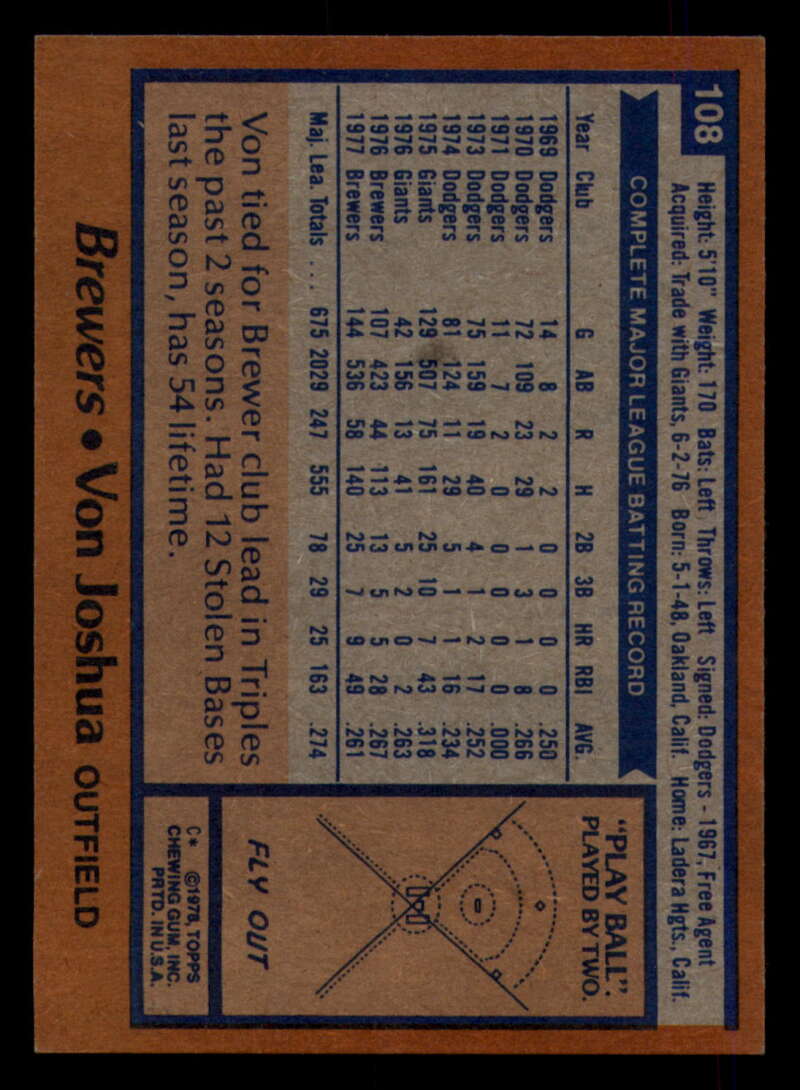 108
Height: 5'10" Weight: 170 Bats: Left Throws: Left Signed: Dodgers - 1967, Free Agent
Acquired: Trade with Giants, 6-2-76 Born: 5-1-48, Oakland, Calif. Home: Ladera Hgts., Calif.
COMPLETE MAJOR LEAGUE BATTING RECORD
Year Club G AB R H 2B 3B HR RBI AVG.
1969 Dodgers 14 8 2 2 0 0 0 0 .250
1970 Dodgers 72 109 23 29 1 3 1 8 .266
1971 Dodgers 11 7 2 0 0 0 0 0 .000
1973 Dodgers 75 159 19 40 4 1 2 17 .252
1974 Dodgers 81 124 11 29 5 1 1 16 .234
1975 Giants 129 507 75 161 25 10 7 43 .318
1976 Giants 42 156 13 41 5 2 0 2 .263
1976 Brewers 107 423 44 113 13 5 5 28 .267
1977 Brewers 144 536 58 140 25 7 9 49 .261
Maj. Lea. Totals ... 675 2029 247 555 78 29 25 163 .274
Von tied for Brewer club lead in Triples
the past 2 seasons. Had 12 Stolen Bases
last season, has 54 lifetime.
"PLAY BALL":
PLAYED BY TWO.
FLY OUT
C* ©1978, TOPPS
CHEWING GUM, INC.
PRTD. IN U.S.A.
Brewers • Von Joshua OUTFIELD